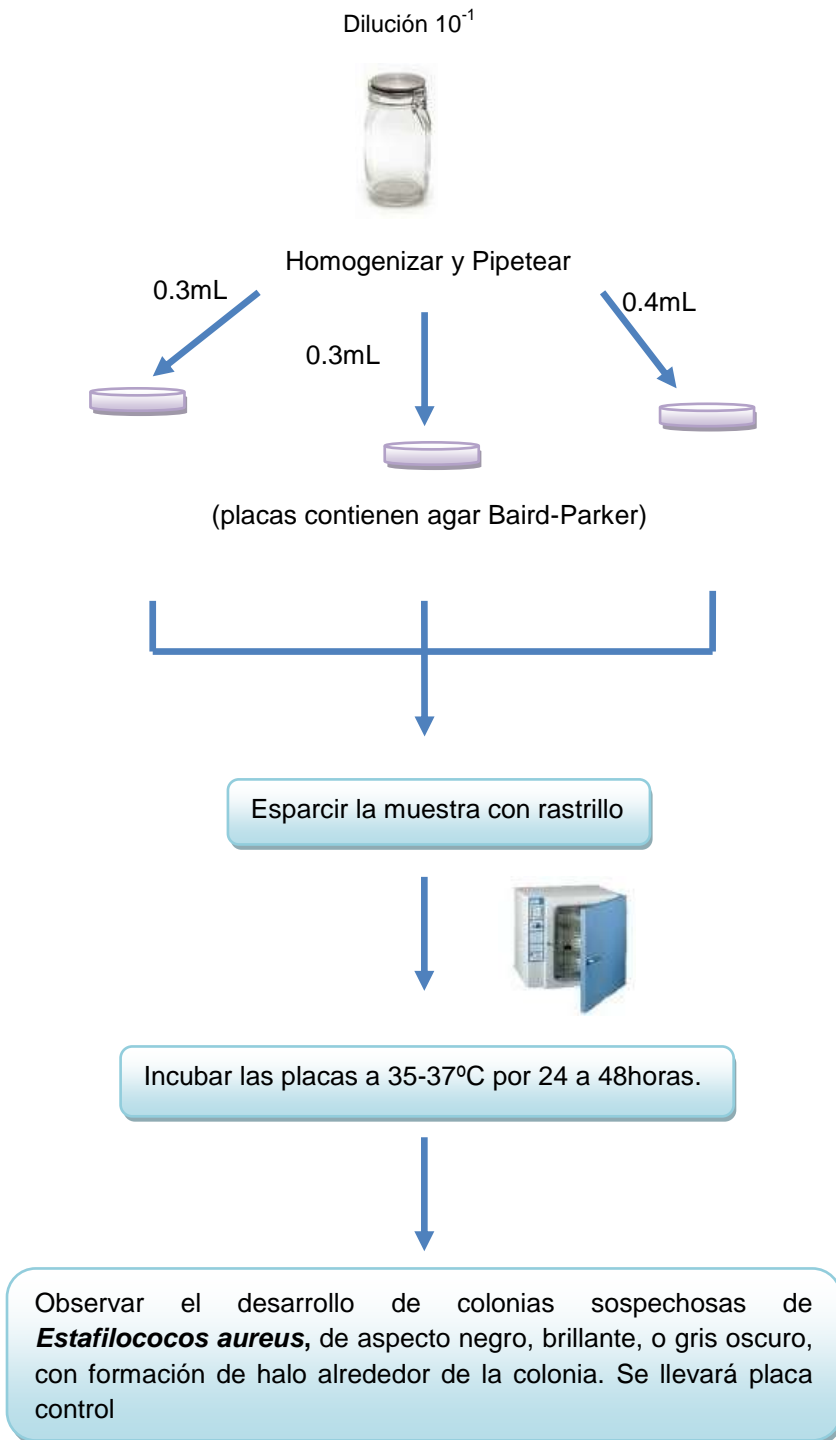 Dilución 10⁻¹
Homogenizar y Pipetear
0.3mL
0.3mL
0.4mL
(placas contienen agar Baird-Parker)
Esparcir la muestra con rastrillo
Incubar las placas a 35-37ºC por 24 a 48horas.
Observar el desarrollo de colonias sospechosas de
Estafilococos aureus, de aspecto negro, brillante, o gris oscuro,
con formación de halo alrededor de la colonia. Se llevará placa
control